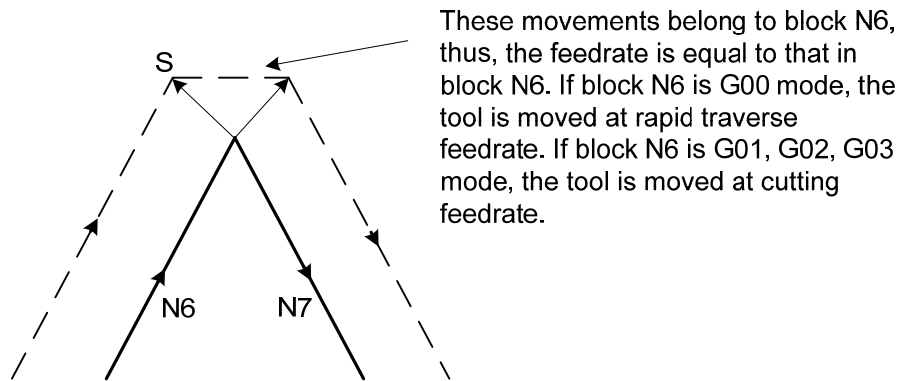 These movements belong to block N6,
thus, the feedrate is equal to that in
block N6. If block N6 is G00 mode, the
tool is moved at rapid traverse
feedrate. If block N6 is G01, G02, G03
mode, the tool is moved at cutting
feedrate.
S
N6
N7